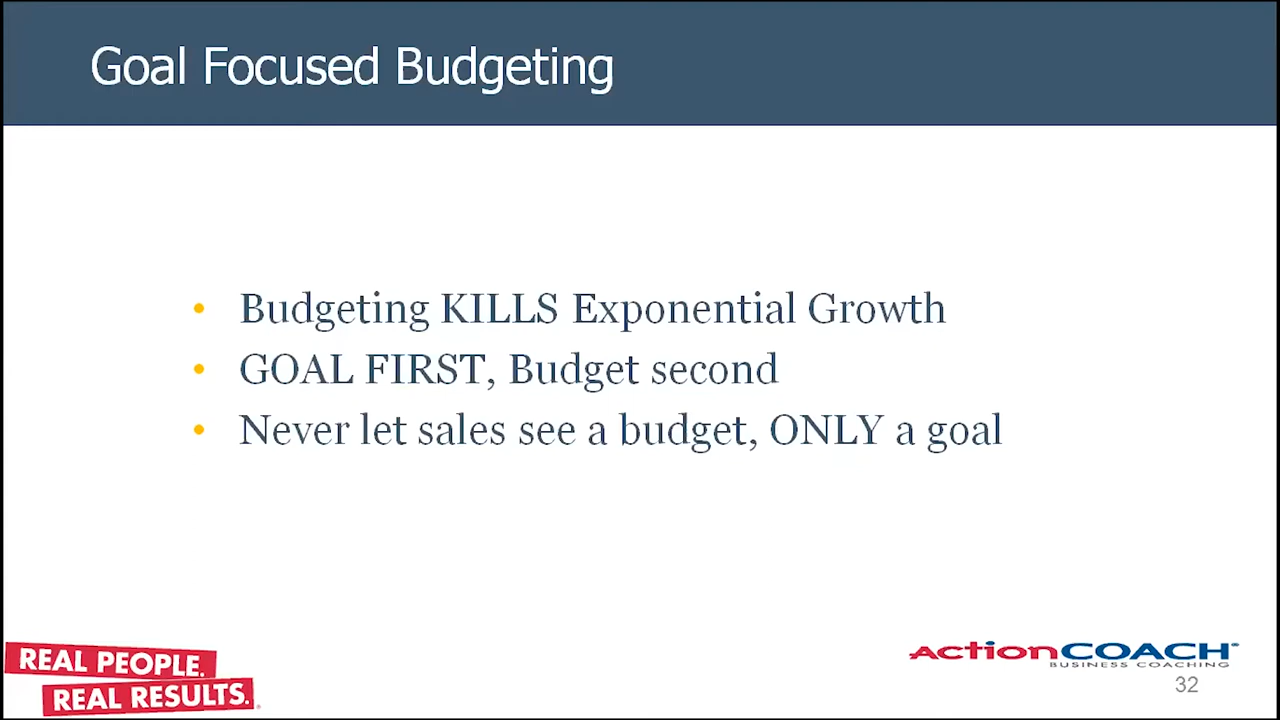 Goal Focused Budgeting
• Budgeting KILLS Exponential Growth
• GOAL FIRST, Budget second
• Never let sales see a budget, ONLY a goal
REAL PEOPLE.
REAL RESULTS.®
ActionCOACH®
BUSINESS COACHING
32